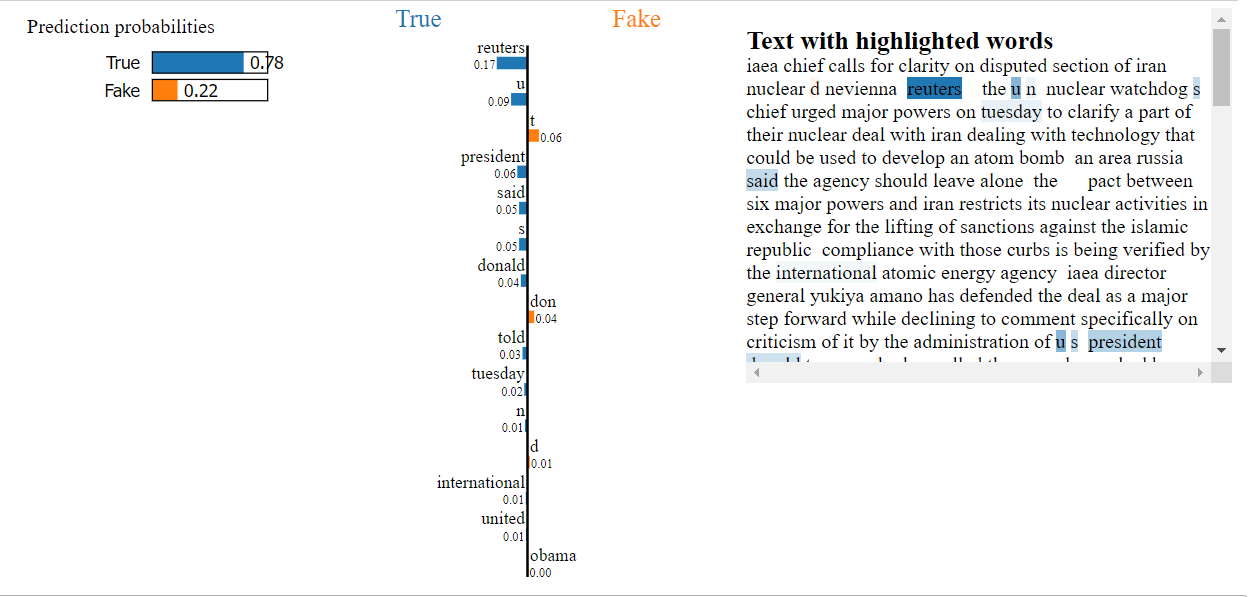 Prediction probabilities
True 0.78
Fake 0.22
True Fake
reuters
0.17
u
0.09
t
0.06
president
0.06
said
0.05
s
0.05
donald
0.04
don
0.04
told
0.03
tuesday
0.02
n
0.01
d
0.01
international
0.01
united
0.01
obama
0.00
Text with highlighted words
iaea chief calls for clarity on disputed section of iran
nuclear d nevienna reuters the u n nuclear watchdog s
chief urged major powers on tuesday to clarify a part of
their nuclear deal with iran dealing with technology that
could be used to develop an atom bomb an area russia
said the agency should leave alone the pact between
six major powers and iran restricts its nuclear activities in
exchange for the lifting of sanctions against the islamic
republic compliance with those curbs is being verified by
the international atomic energy agency iaea director
general yukiya amano has defended the deal as a major
step forward while declining to comment specifically on
criticism of it by the administration of u s president